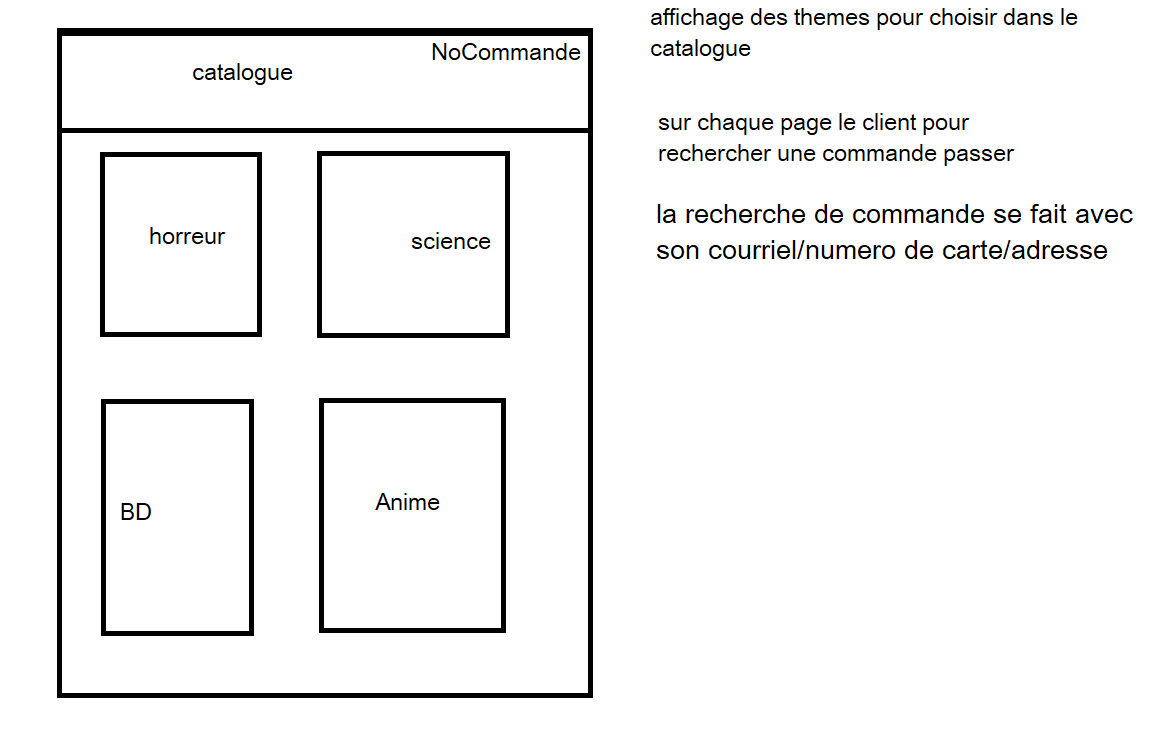 affichage des themes pour choisir dans le
catalogue
NoCommande
catalogue
sur chaque page le client pour
rechercher une commande passer
la recherche de commande se fait avec
son courriel/numero de carte/adresse
horreur
science
BD
Anime